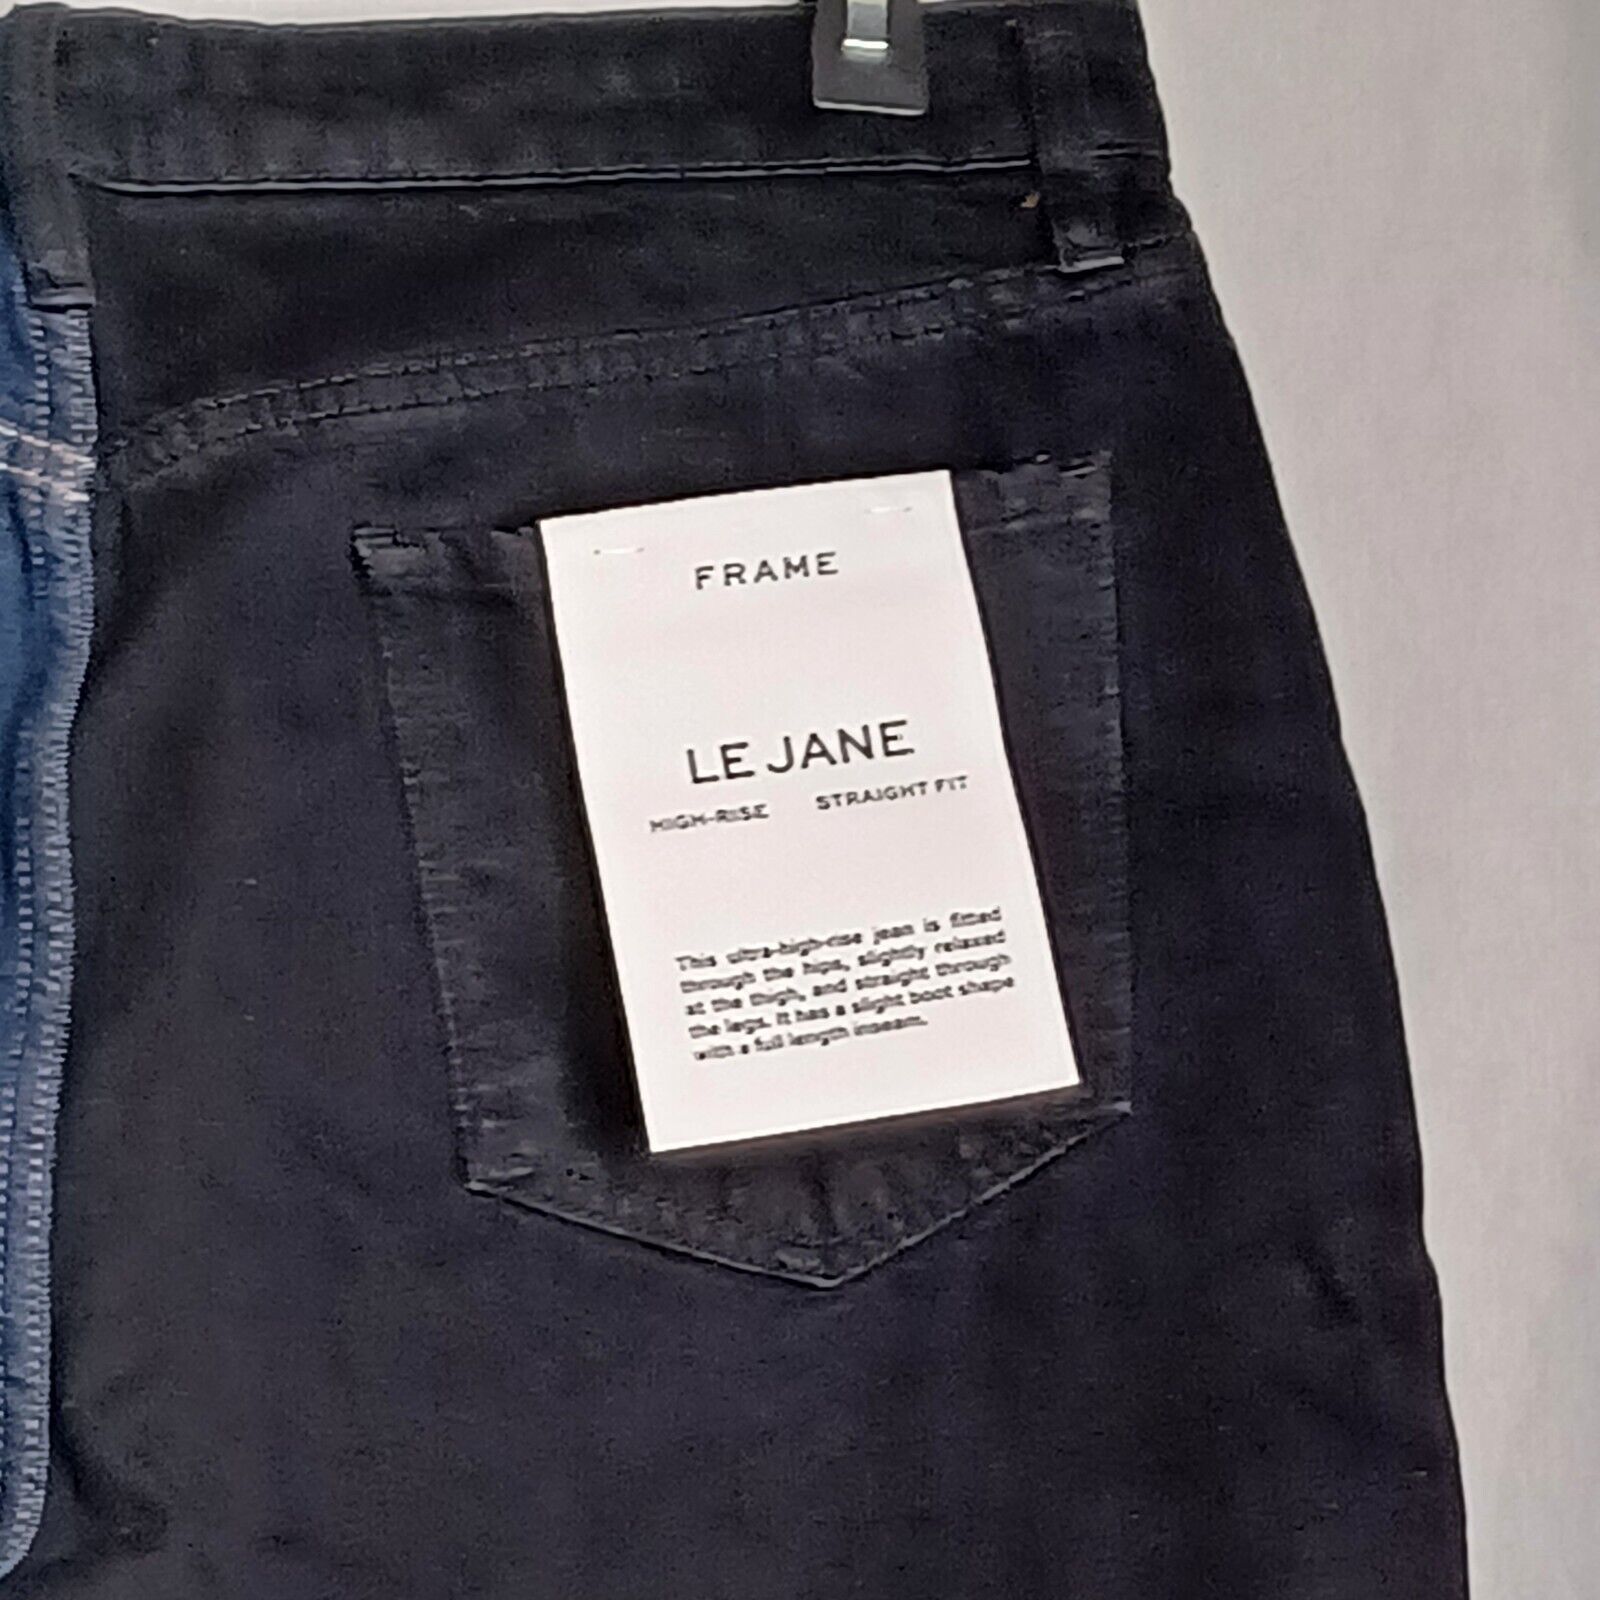 FRAME
LE JANE
HIGH-RISE STRAIGHT FIT
This ultra-high-rise jean is fitted
through the hips, slightly relaxed
at the thigh, and straight through
the legs. It has a slight boot shape
with a full length inseam.